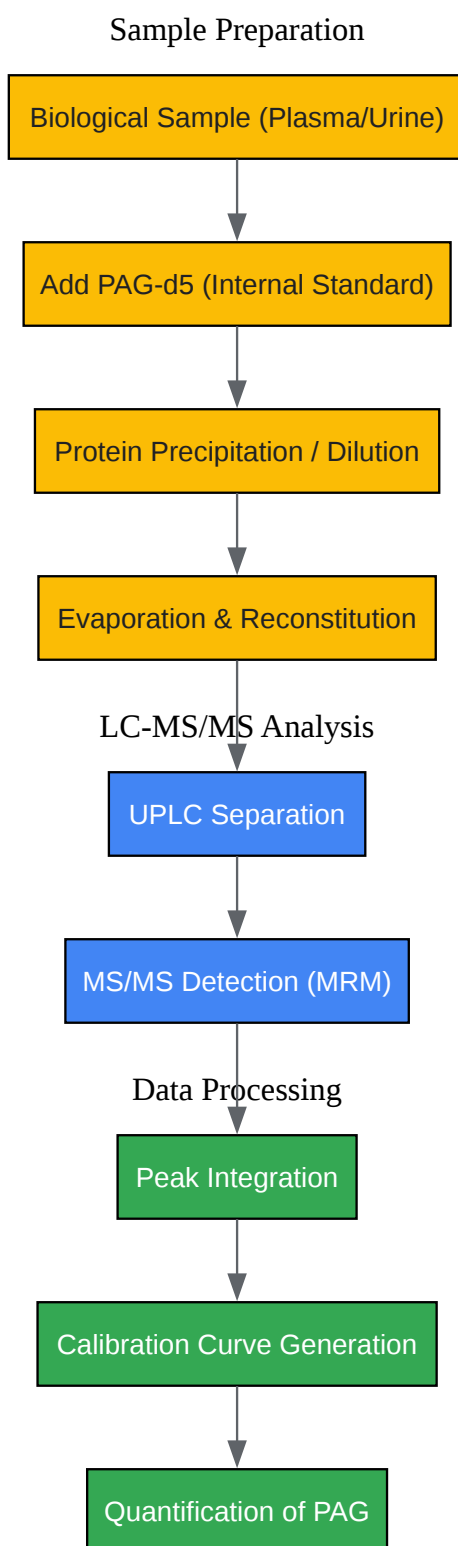 Sample Preparation
Biological Sample (Plasma/Urine)
Add PAG-d5 (Internal Standard)
Protein Precipitation / Dilution
Evaporation & Reconstitution
LC-MS/MS Analysis
UPLC Separation
MS/MS Detection (MRM)
Data Processing
Peak Integration
Calibration Curve Generation
Quantification of PAG